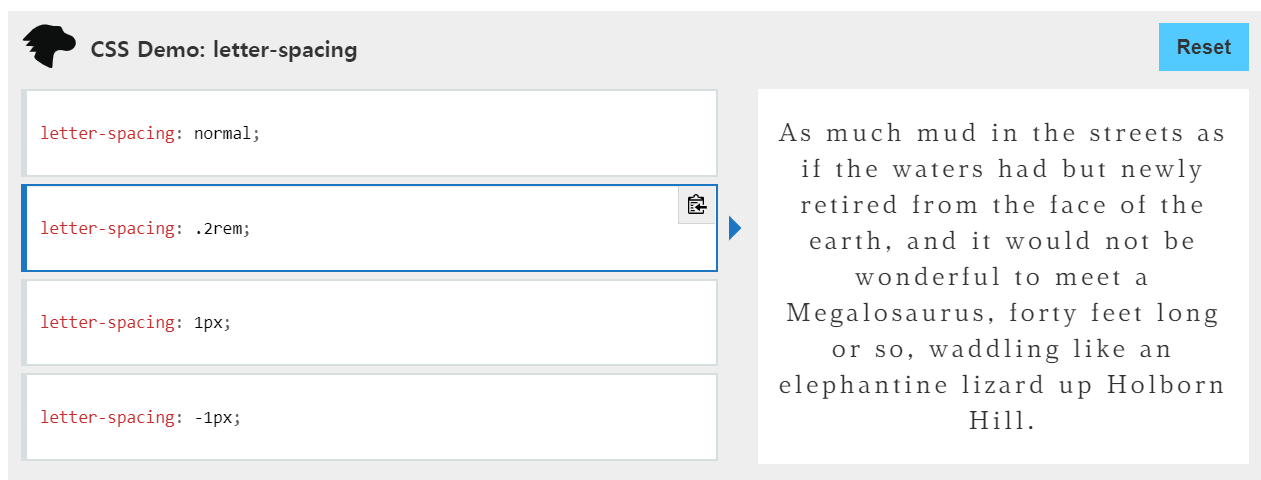 CSS Demo: letter-spacing
Reset
letter-spacing: normal;
letter-spacing: .2rem;
letter-spacing: 1px;
letter-spacing: -1px;
As much mud in the streets as
if the waters had but newly
retired from the face of the
earth, and it would not be
wonderful to meet a
Megalosaurus, forty feet long
or so, waddling like an
elephantine lizard up Holborn
Hill.